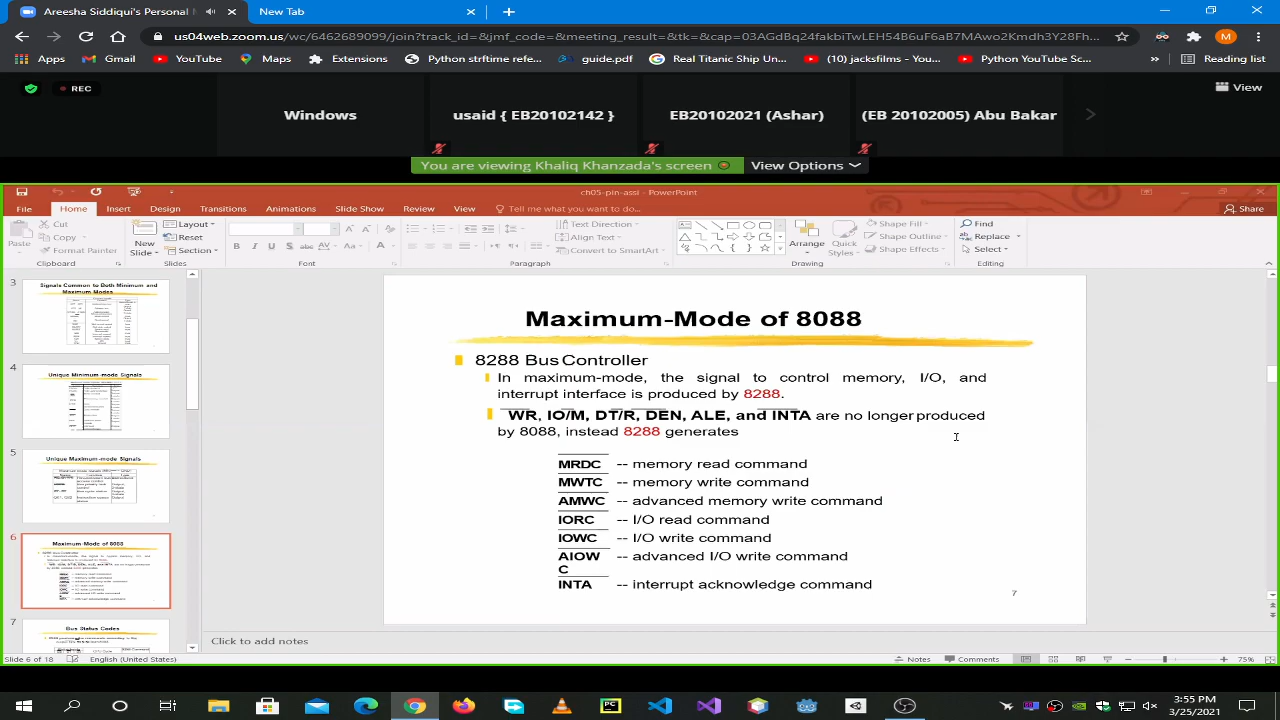 Areesha Siddiqui's Personal M
New Tab
us04web.zoom.us/wc/6462689099/join?track_id=&jmf_code=&meeting_result=&tk=&cap=03AGdBq24fakbiTwLEH54B6uF6aB7MAwo2Kmdh3Y28Fh...
M
Apps Gmail YouTube Maps Extensions Python strftime reco... guide.pdf Real Titanic Ship Un... (10) jocksfilms - You... Python YouTube Scr... » Reading list
REC
View
Windows
usaid { EB20102142 }
EB20102021 (Ashar)
(EB 20102005) Abu Bakar
You are viewing Khaliq Khanzada's screen
View Options
ch05-pin-assi - PowerPoint
File Home Insert Design Transitions Animations Slide Show Review View Tell me what you want to do... Share
Paste
Cut
Copy
Format Painter
Clipboard
New Slide
Layout
Reset
Section
Slides
B I U S abc AV Aa A
Font
Text Direction
Align Text
Convert to SmartArt
Paragraph
Arrange
Quick Styles
Shape Fill
Shape Outline
Shape Effects
Drawing
Find
Replace
Select
Editing
3
Signals Common to Both Minimum and
Maximum Modes
4
Unique Minimum-mode Signals
5
Unique Maximum-mode Signals
6
Maximum-Mode of 8088
7
Bus Status Codes
Maximum-Mode of 8088
8288 Bus Controller
In maximum-mode, the signal to control memory, I/O, and
interrupt interface is produced by 8288.
WR, IO/M, DT/R, DEN, ALE, and INTA are no longer produced
by 8088, instead 8288 generates
MRDC -- memory read command
MWTC -- memory write command
AMWC -- advanced memory write command
IORC -- I/O read command
IOWC -- I/O write command
AIOW -- advanced I/O write command
C
INTA -- interrupt acknowledge command
7
Click to add notes
Slide 6 of 18 English (United States) Notes Comments 75%
3:55 PM
3/25/2021